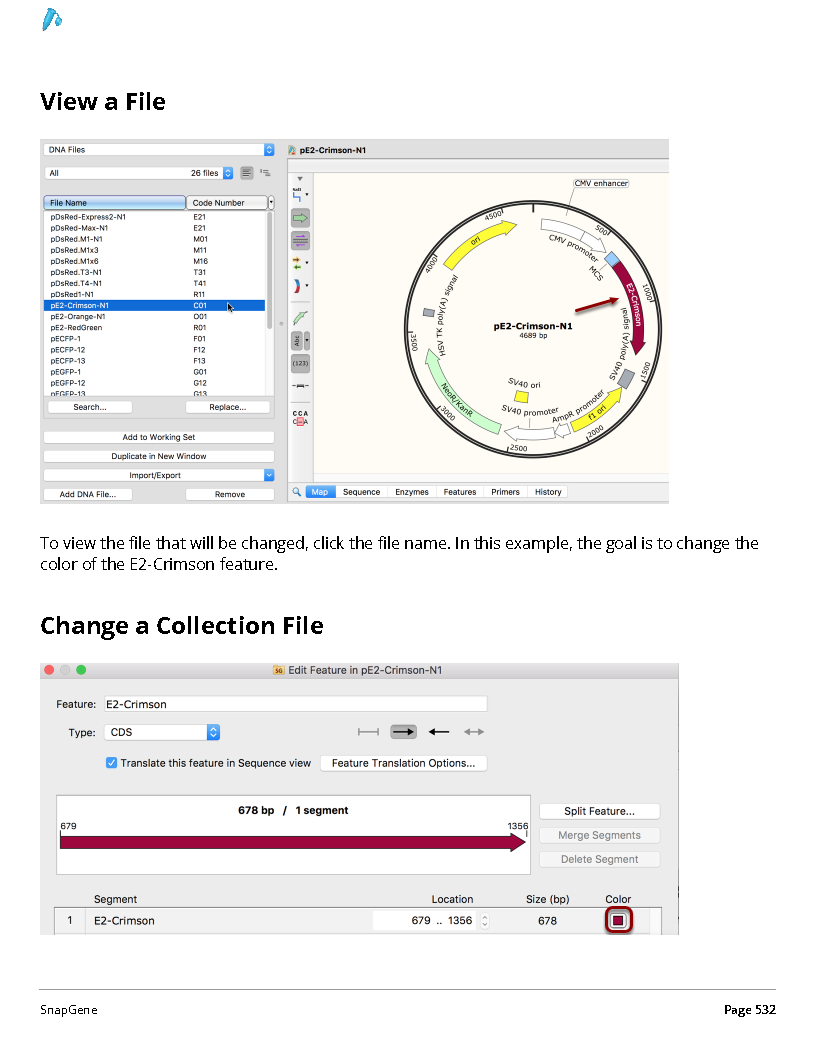 View a File
DNA Files
All 26 files
File Name Code Number
pDsRed-Express2-N1 E21
pDsRed-Max-N1 E21
pDsRed.M1-N1 M01
pDsRed.M1x3 M11
pDsRed.M1x6 M16
pDsRed.T3-N1 T31
pDsRed.T4-N1 T41
pDsRed1-N1 R11
pE2-Crimson-N1 C01
pE2-Orange-N1 O01
pE2-RedGreen R01
pECFP-1 F01
pECFP-12 F12
pECFP-13 F13
pEGFP-1 G01
pEGFP-12 G12
pEGFP-13 G13
Search... Replace...
Add to Working Set
Duplicate in New Window
Import/Export
Add DNA File... Remove
pE2-Crimson-N1
Abc
(123)
CMV enhancer
4500
500
ori
CMV promoter
4000
MCS
1000
E2-Crimson
HSV TK poly(A) signal
pE2-Crimson-N1
4689 bp
SV40 poly(A) signal
3500
1500
SV40 ori
NeoR/KanR
SV40 promoter
AmpR promoter
f1 ori
3000
2000
2500
Map Sequence Enzymes Features Primers History
To view the file that will be changed, click the file name. In this example, the goal is to change the
color of the E2-Crimson feature.
Change a Collection File
Edit Feature in pE2-Crimson-N1
Feature: E2-Crimson
Type: CDS
Translate this feature in Sequence view Feature Translation Options...
678 bp / 1 segment
679 1356
Split Feature...
Merge Segments
Delete Segment
Segment Location Size (bp) Color
1 E2-Crimson 679 .. 1356 678
SnapGene Page 532